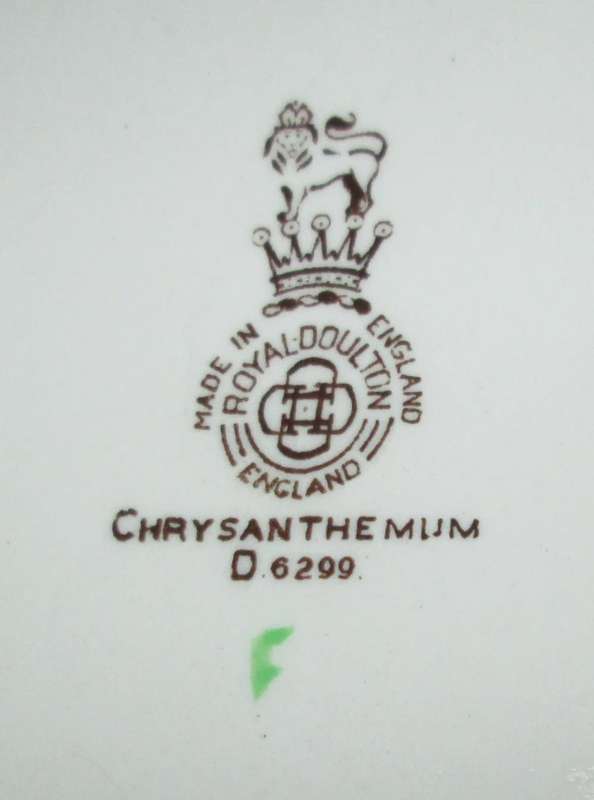 MADE IN ENGLAND
ROYAL·DOULTON
ENGLAND
CHRYSANTHEMUM
D.6299.